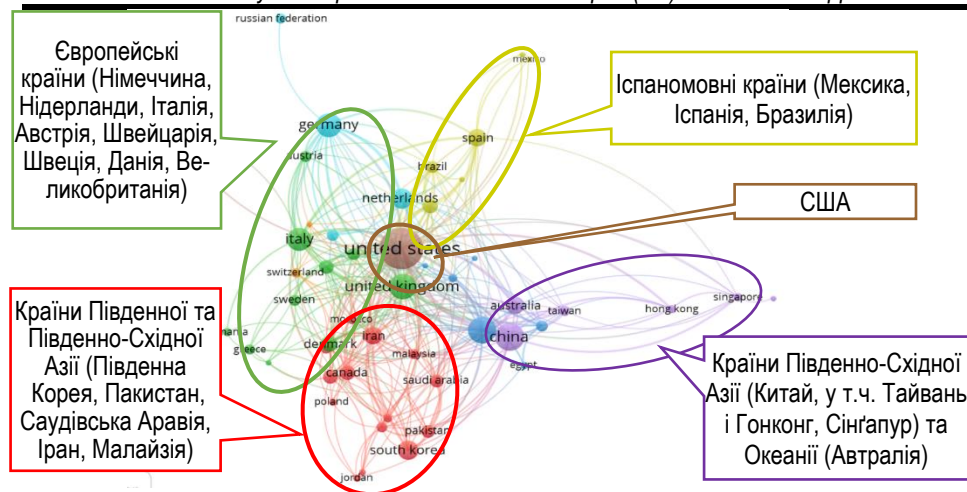 russian federation
Європейські
країни (Німеччина,
Нідерланди, Італія,
Австрія, Швейцарія,
Швеція, Данія, Ве-
ликобританія)
Іспаномовні країни (Мексика,
Іспанія, Бразилія)
США
Країни Південної та
Південно-Східної
Азії (Південна
Корея, Пакистан,
Саудівська Аравія,
Іран, Малайзія)
Країни Південно-Східної
Азії (Китай, у т.ч. Тайвань
і Гонконг, Сінґапур) та
Океанії (Автралія)
mexico
germany
spain
austria
brazil
netherlands
italy
united states
switzerland
united kingdom
sweden
australia
taiwan
hong kong
singapore
morocco
iran
china
greece
denmark
malaysia
egypt
canada
saudi arabia
poland
pakistan
south korea
jordan